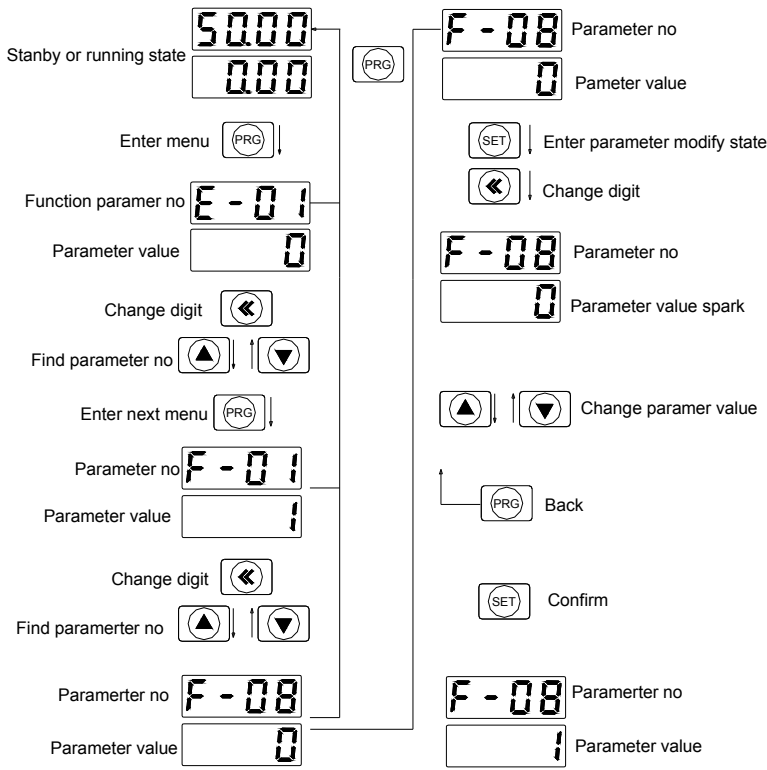 50.00
Stanby or running state
0.00
Enter menu PRG
Function paramer no E-01
Parameter value 0
Change digit
Find parameter no
Enter next menu PRG
Parameter no F-01
Parameter value 1
Change digit
Find paramerter no
Paramerter no F-08
Parameter value 0
PRG
F-08 Parameter no
0 Pameter value
SET Enter parameter modify state
Change digit
F-08 Parameter no
0 Parameter value spark
Change paramer value
PRG Back
SET Confirm
F-08 Paramerter no
1 Parameter value